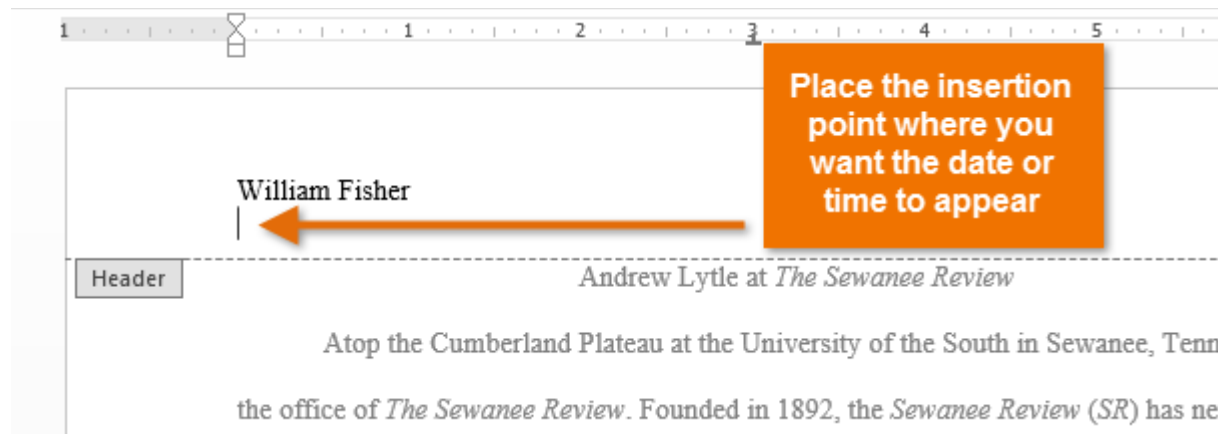 1 1 2 3 4 5
Place the insertion
point where you
want the date or
time to appear
William Fisher
Header
Andrew Lytle at The Sewanee Review
Atop the Cumberland Plateau at the University of the South in Sewanee, Tenn
the office of The Sewanee Review. Founded in 1892, the Sewanee Review (SR) has ne